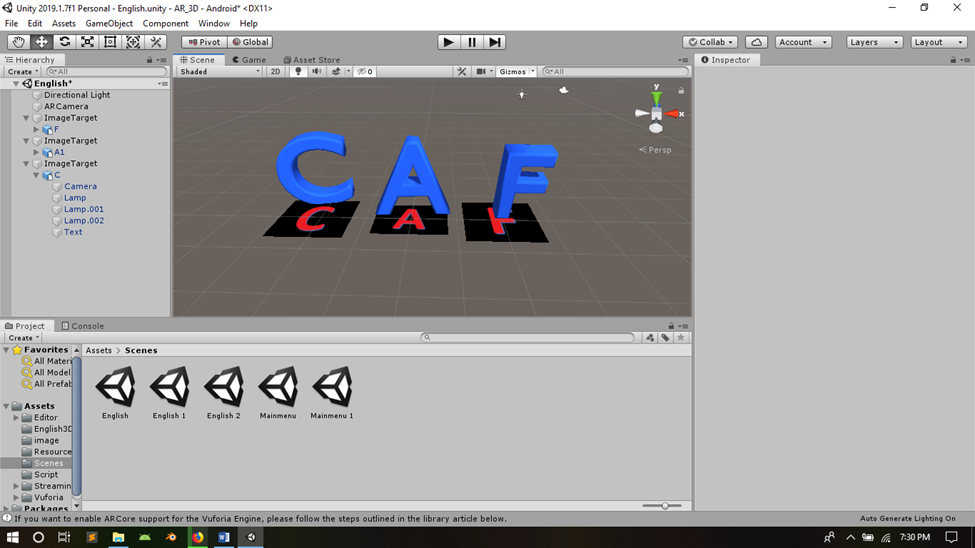 Unity 2019.1.7f1 Personal - English.unity - AR_3D - Android* <DX11>
File Edit Assets GameObject Component Window Help
Pivot Global Collab Account Layers Layout
Hierarchy Scene Game Asset Store Inspector
Create All Shaded 2D 0 Gizmos All
English*
Directional Light
ARCamera
ImageTarget
F
ImageTarget
A1
ImageTarget
C
Camera
Lamp
Lamp.001
Lamp.002
Text
y
x
Persp
C A F
C A F
Project Console
Create
Favorites
All Mater
All Model
All Prefab
Assets
Editor
English3D
image
Resource
Scenes
Script
Streamin
Vuforia
Packages
Assets > Scenes
English English 1 English 2 Mainmenu Mainmenu 1
If you want to enable ARCore support for the Vuforia Engine, please follow the steps outlined in the library article below.
Auto Generate Lighting On
7:30 PM